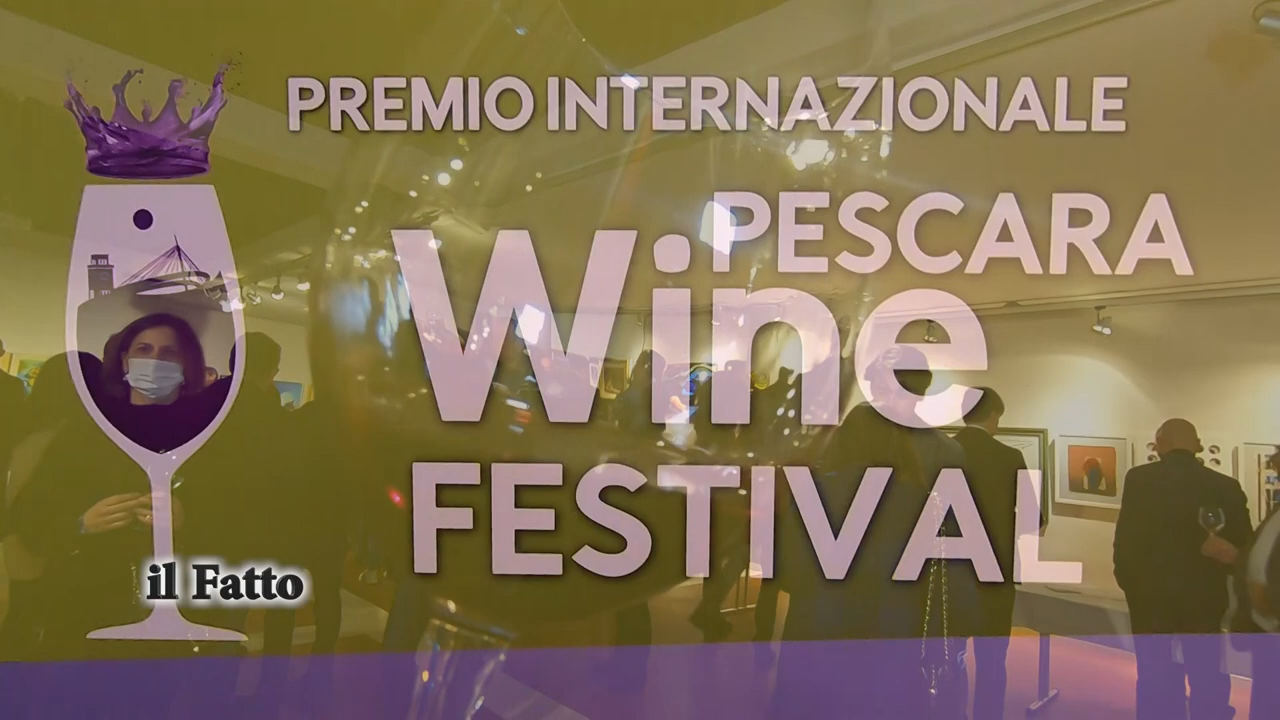 PREMIO INTERNAZIONALE
PESCARA
Wine
FESTIVAL
il Fatto